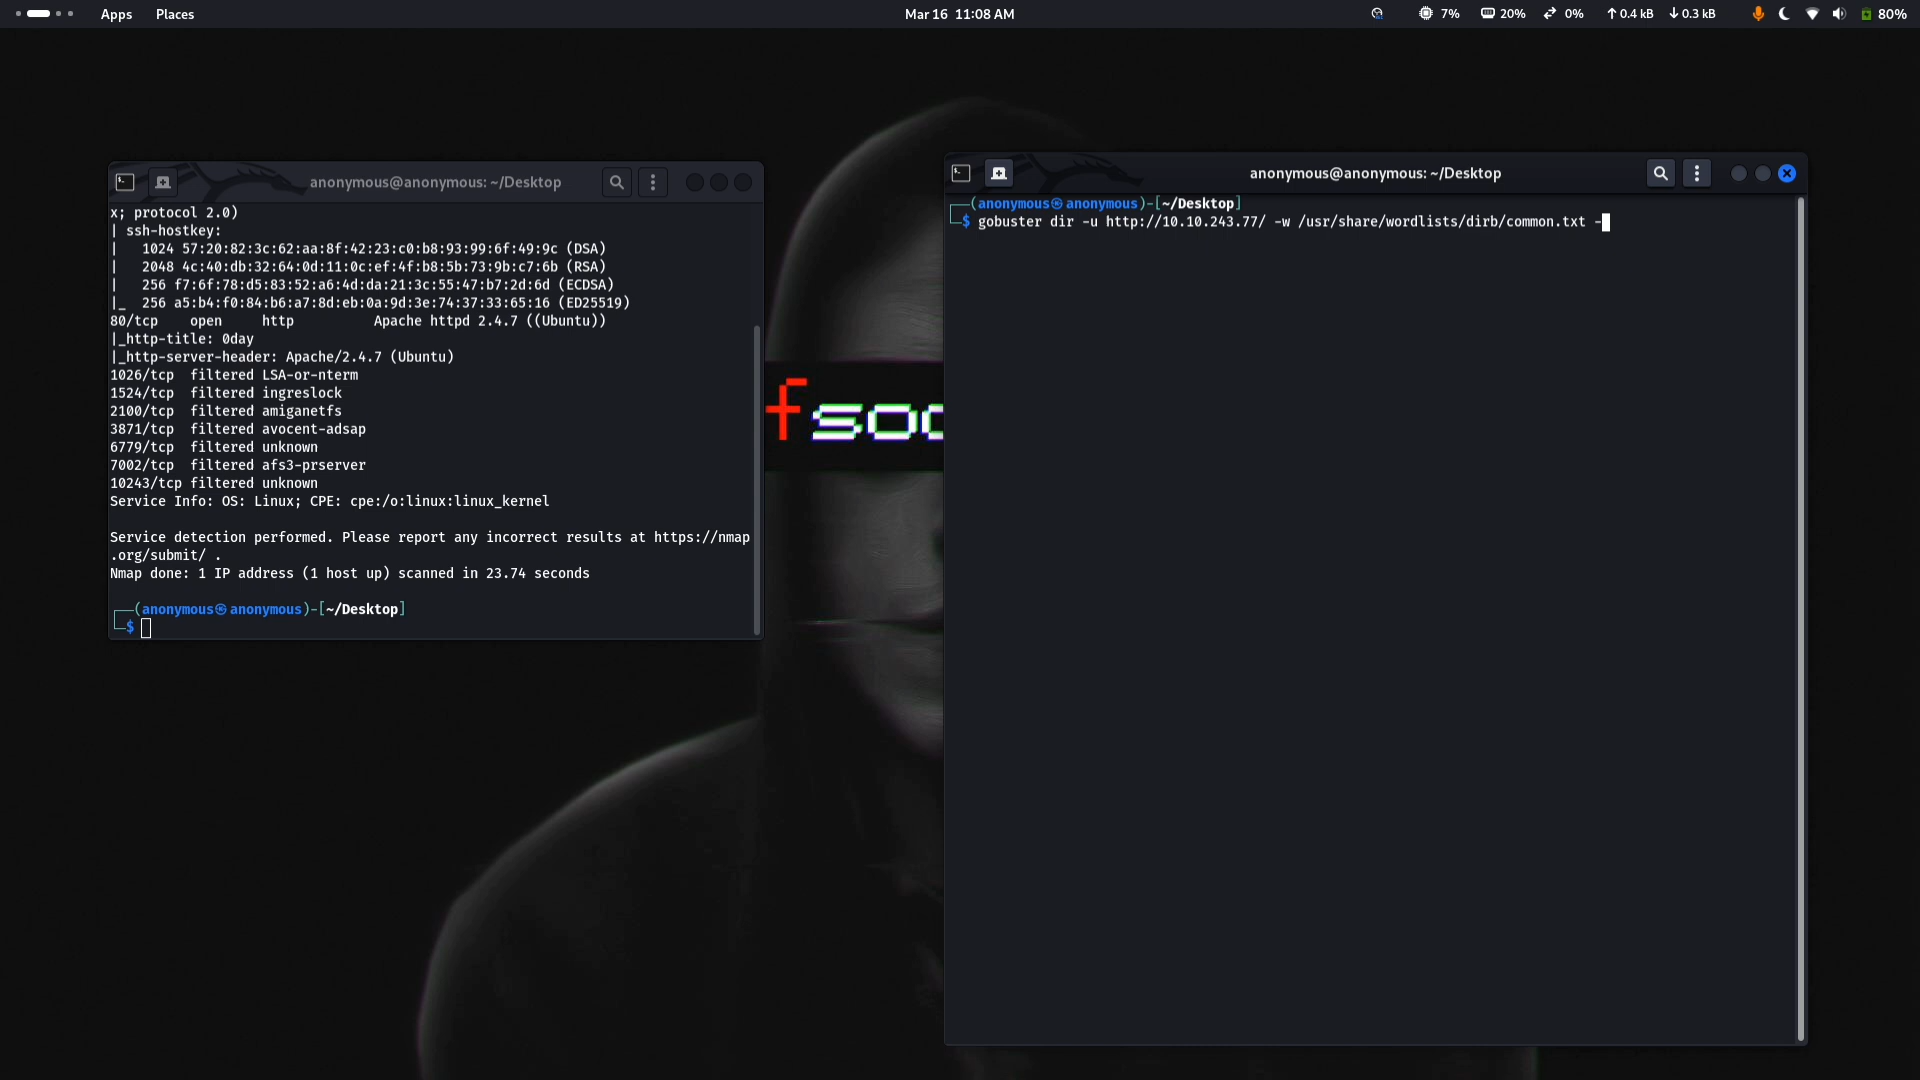 Apps Places Mar 16 11:08 AM 7% 20% 0% ↑0.4 kB ↓0.3 kB 80%
anonymous@anonymous: ~/Desktop
x; protocol 2.0)
| ssh-hostkey:
|   1024 57:20:82:3c:62:aa:8f:42:23:c0:b8:93:99:6f:49:9c (DSA)
|   2048 4c:40:db:32:64:0d:11:0c:ef:4f:b8:5b:73:9b:c7:6b (RSA)
|   256 f7:6f:78:d5:83:52:a6:4d:da:21:3c:55:47:b7:2d:6d (ECDSA)
|_  256 a5:b4:f0:84:b6:a7:8d:eb:0a:9d:3e:74:37:33:65:16 (ED25519)
80/tcp    open     http          Apache httpd 2.4.7 ((Ubuntu))
|_http-title: 0day
|_http-server-header: Apache/2.4.7 (Ubuntu)
1026/tcp  filtered LSA-or-nterm
1524/tcp  filtered ingreslock
2100/tcp  filtered amiganetfs
3871/tcp  filtered avocent-adsap
6779/tcp  filtered unknown
7002/tcp  filtered afs3-prserver
10243/tcp filtered unknown
Service Info: OS: Linux; CPE: cpe:/o:linux:linux_kernel
Service detection performed. Please report any incorrect results at https://nmap
.org/submit/ .
Nmap done: 1 IP address (1 host up) scanned in 23.74 seconds
┌──(anonymous㉿anonymous)-[~/Desktop]
└─$
fsoc
anonymous@anonymous: ~/Desktop
┌──(anonymous㉿anonymous)-[~/Desktop]
└─$ gobuster dir -u http://10.10.243.77/ -w /usr/share/wordlists/dirb/common.txt -